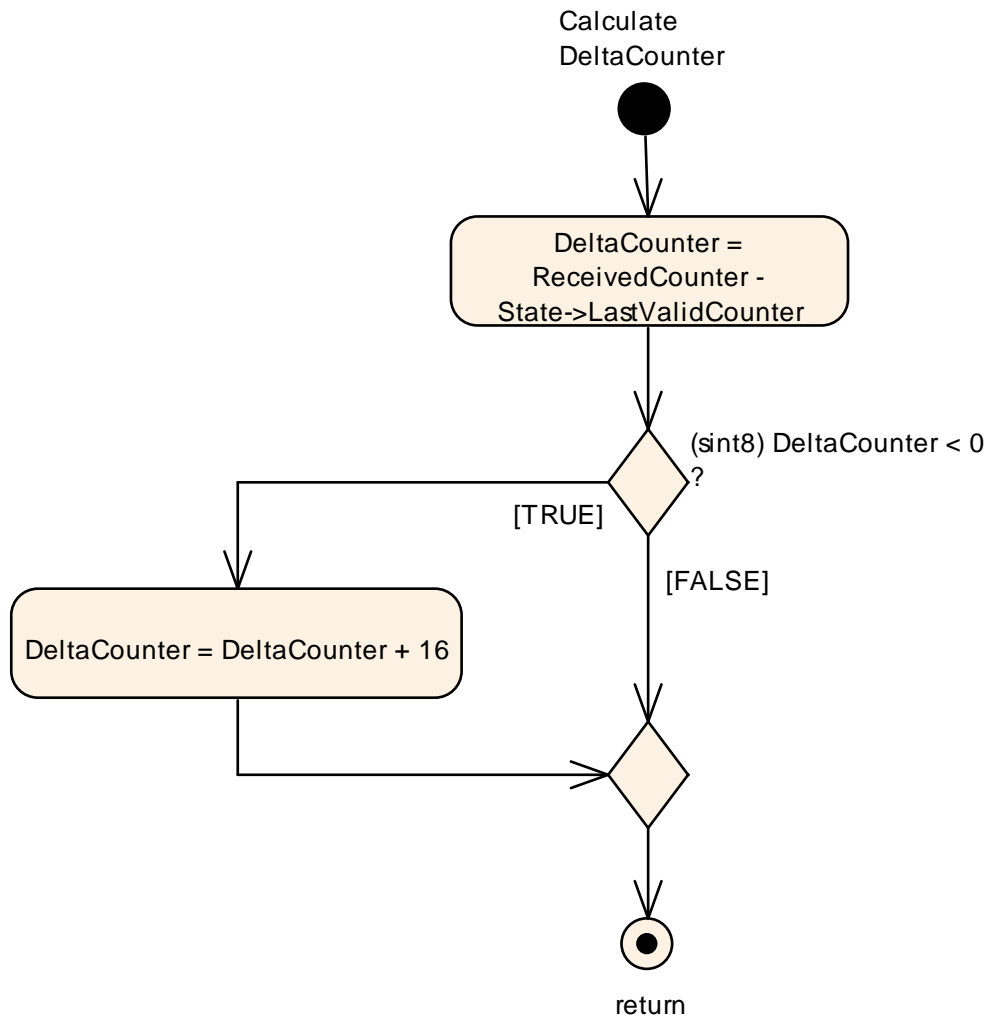 Calculate
DeltaCounter
DeltaCounter =
ReceivedCounter -
State->LastValidCounter
(sint8) DeltaCounter < 0
?
[TRUE]
[FALSE]
DeltaCounter = DeltaCounter + 16
return